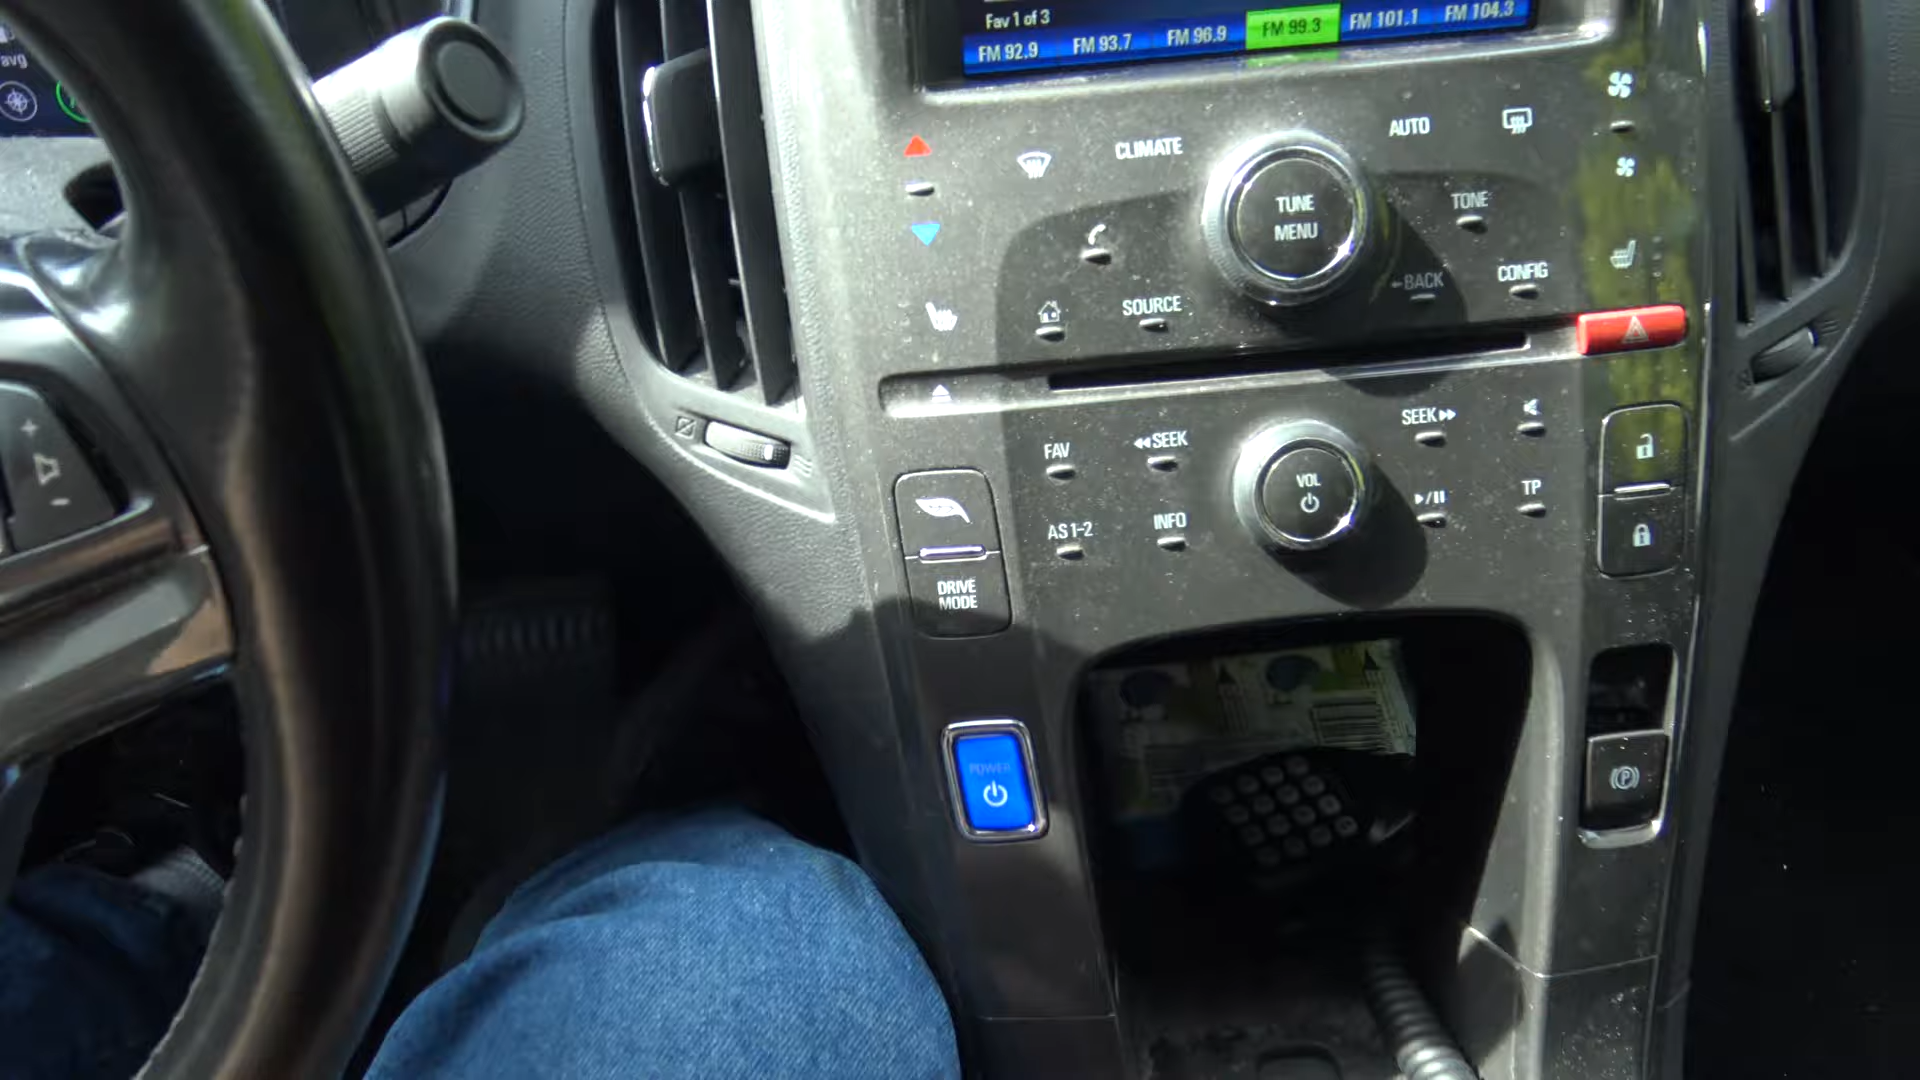 avg
Fav 1 of 3
FM 92.9 FM 93.7 FM 96.9 FM 99.3 FM 101.1 FM 104.3
CLIMATE
AUTO
TUNE
MENU
TONE
BACK
CONFIG
SOURCE
FAV
SEEK
SEEK
VOL
AS 1-2
INFO
TP
DRIVE
MODE
POWER
P